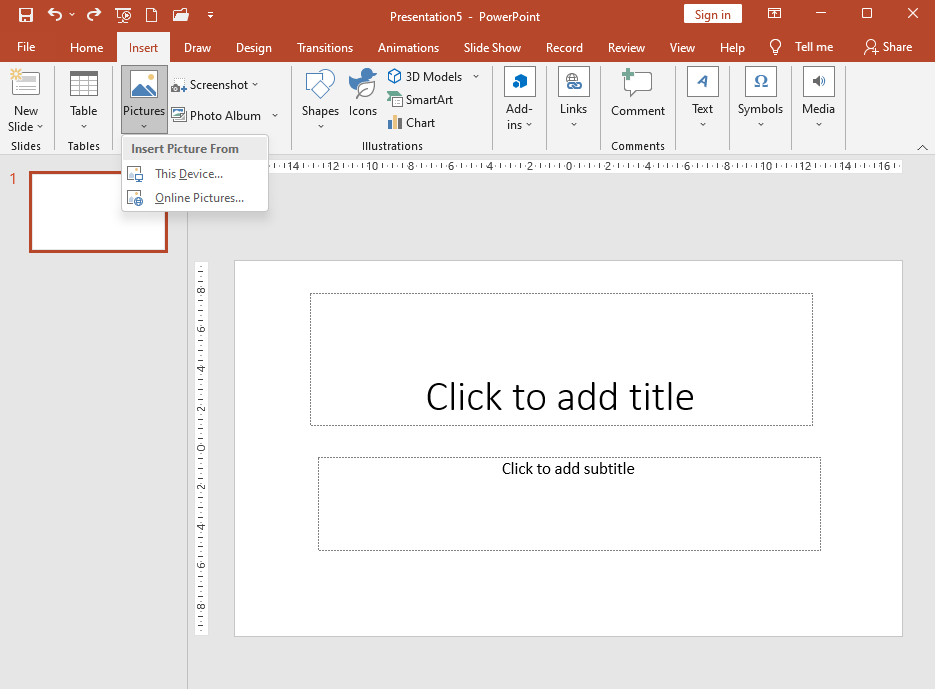 Presentation5 - PowerPoint
Sign in
File Home Insert Draw Design Transitions Animations Slide Show Record Review View Help Tell me Share
New Slide
Slides
Table
Tables
Pictures
Screenshot
Photo Album
Shapes
Icons
3D Models
SmartArt
Chart
Illustrations
Add-ins
Links
Comment
Comments
Text
Symbols
Media
Insert Picture From
This Device...
Online Pictures...
14 12 10 8 6 4 2 0 2 4 6 8 10 12 14 16
1
8
6
4
2
0
2
4
6
8
Click to add title
Click to add subtitle